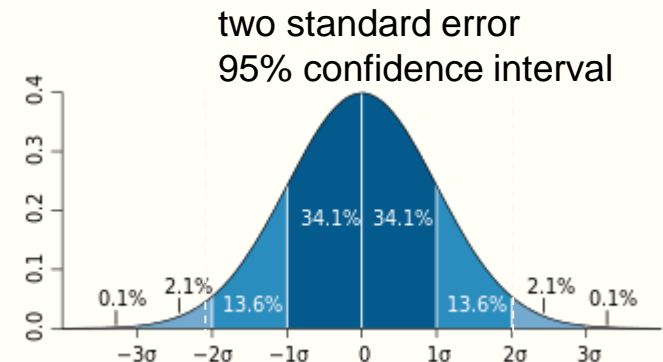 two standard error
95% confidence interval
0.4
0.3
0.2
0.1
0.0
34.1% 34.1%
0.1% 2.1% 13.6% 13.6% 2.1% 0.1%
−3σ −2σ −1σ 0 1σ 2σ 3σ